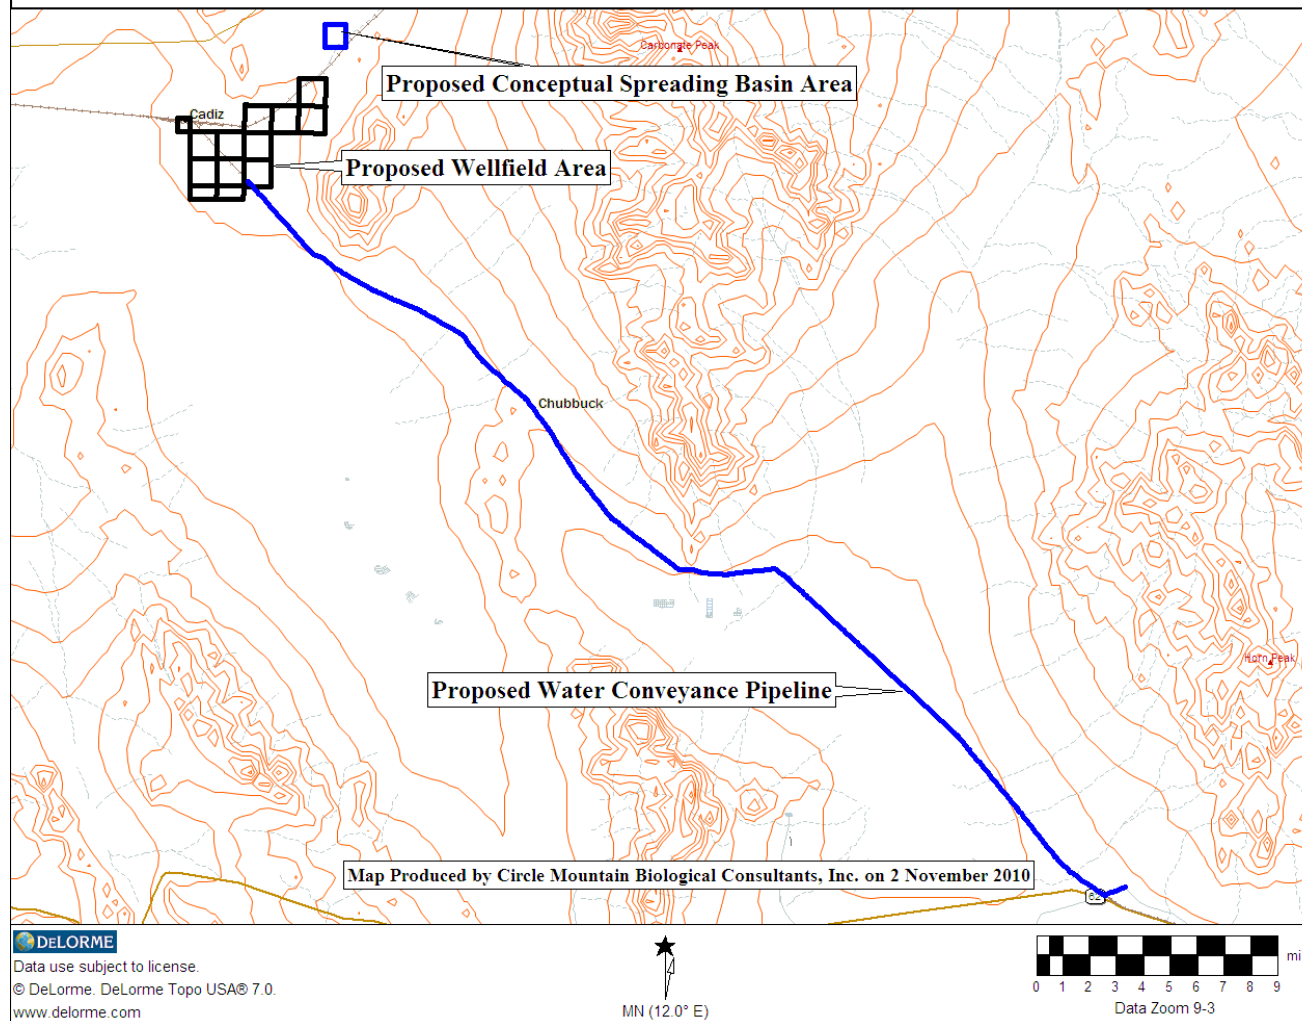 Carbonate Peak
Proposed Conceptual Spreading Basin Area
Cadiz
Proposed Wellfield Area
Chubbuck
Horn Peak
Proposed Water Conveyance Pipeline
Map Produced by Circle Mountain Biological Consultants, Inc. on 2 November 2010
62
DELORME
Data use subject to license.
© DeLorme. DeLorme Topo USA® 7.0.
www.delorme.com
MN (12.0° E)
mi
0 1 2 3 4 5 6 7 8 9
Data Zoom 9-3